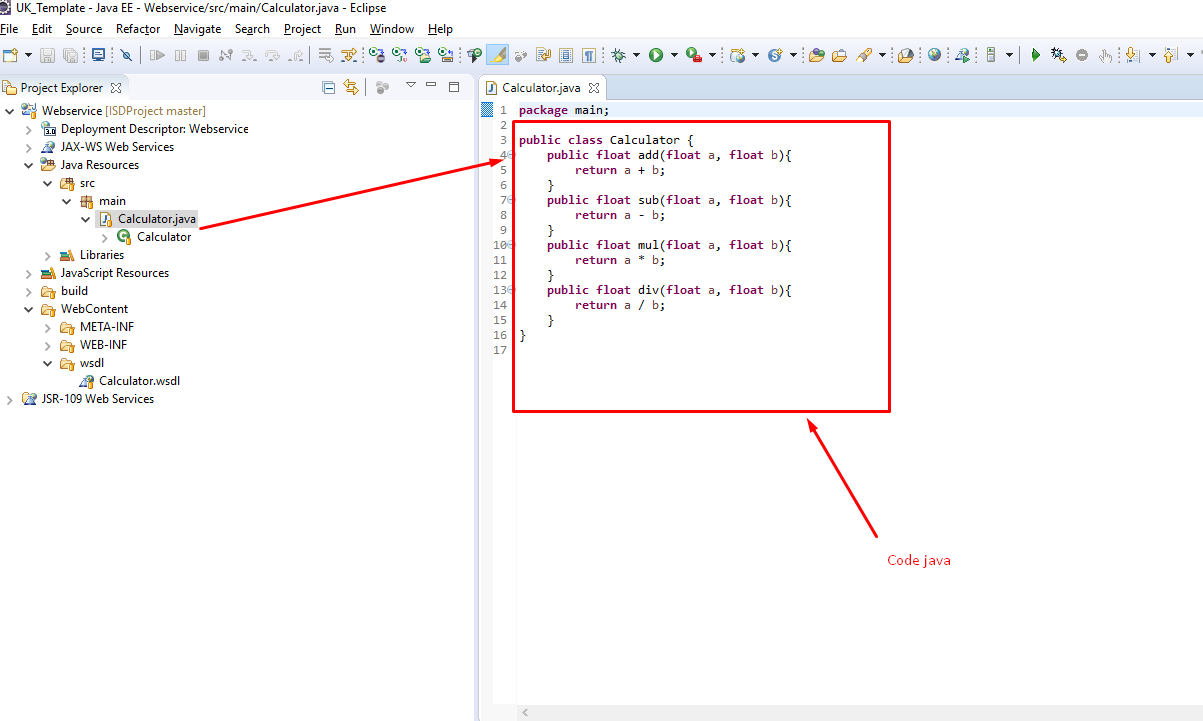 UK_Template - Java EE - Webservice/src/main/Calculator.java - Eclipse
File Edit Source Refactor Navigate Search Project Run Window Help
Project Explorer
Webservice [ISDProject master]
Deployment Descriptor: Webservice
JAX-WS Web Services
Java Resources
src
main
Calculator.java
Calculator
Libraries
JavaScript Resources
build
WebContent
META-INF
WEB-INF
wsdl
Calculator.wsdl
JSR-109 Web Services
Calculator.java
1 package main;
2
3 public class Calculator {
4 public float add(float a, float b){
5 return a + b;
6 }
7 public float sub(float a, float b){
8 return a - b;
9 }
10 public float mul(float a, float b){
11 return a * b;
12 }
13 public float div(float a, float b){
14 return a / b;
15 }
16 }
17
Code java